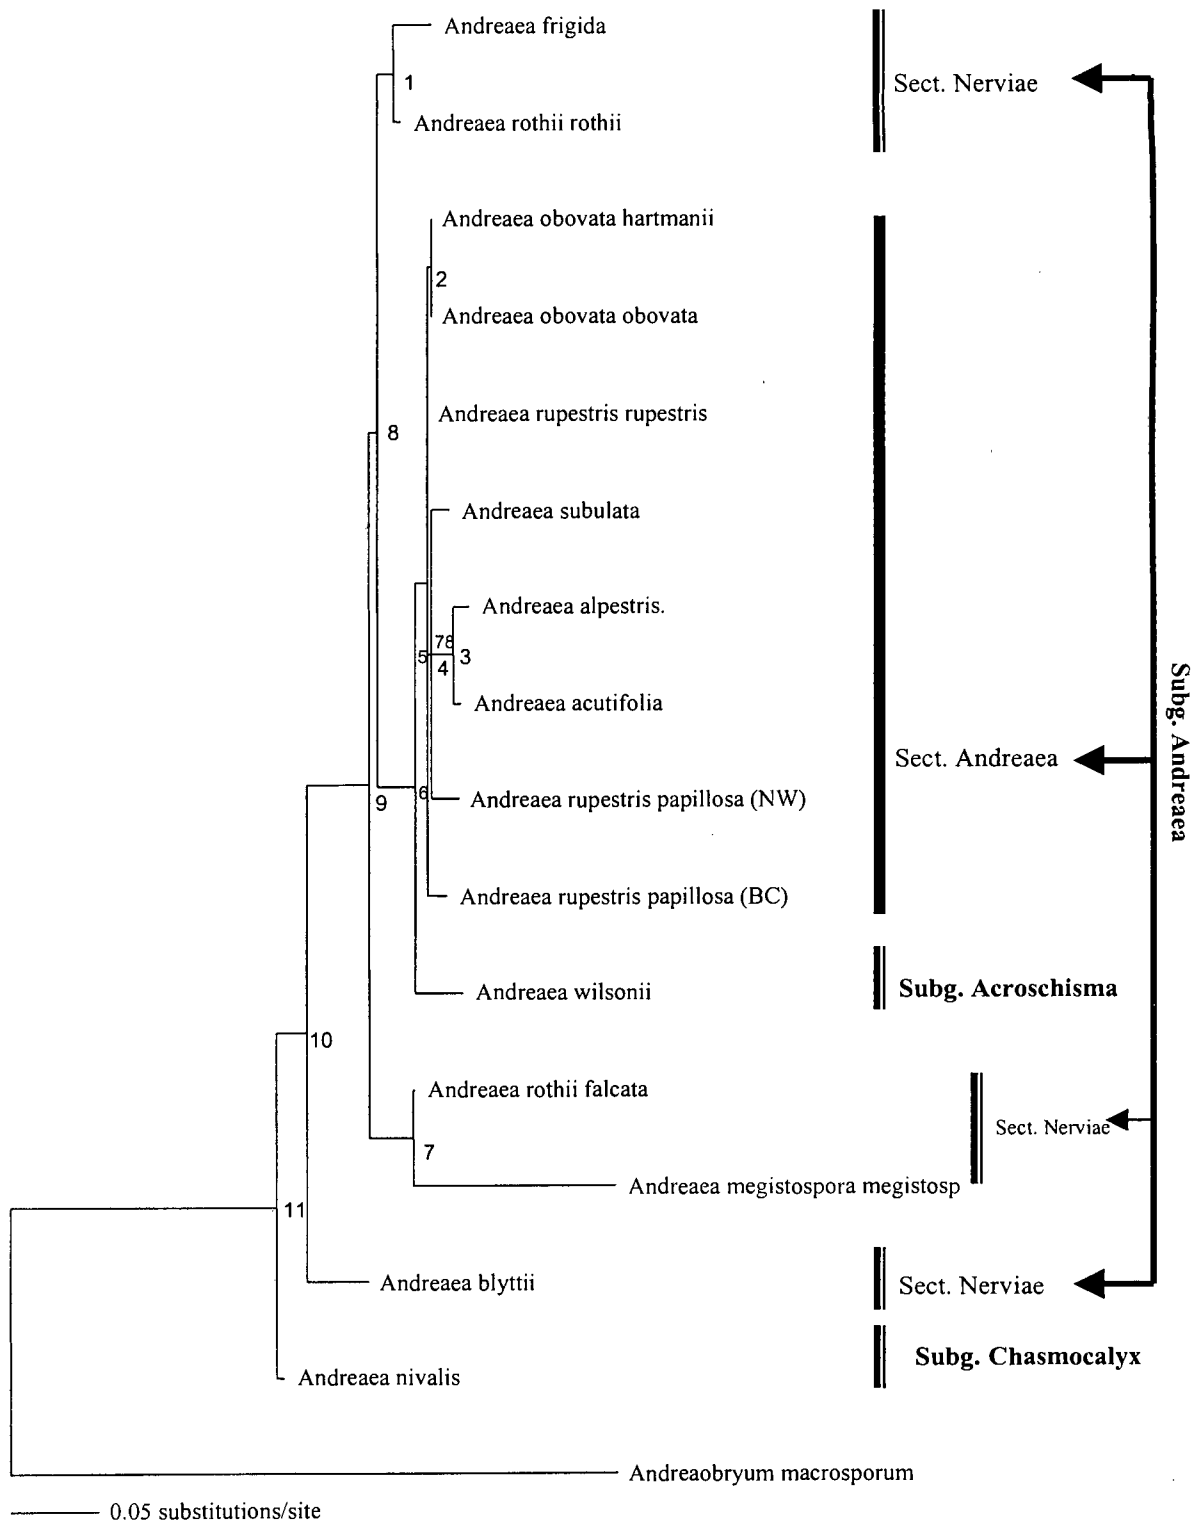 Andreaea frigida
1
Sect. Nerviae
Andreaea rothii rothii
Andreaea obovata hartmanii
2
Andreaea obovata obovata
Andreaea rupestris rupestris
8
Andreaea subulata
Andreaea alpestris.
78
5
4
3
Andreaea acutifolia
Sect. Andreaea
Subg. Andreaea
6
9
Andreaea rupestris papillosa (NW)
Andreaea rupestris papillosa (BC)
Andreaea wilsonii
Subg. Acroschisma
10
Andreaea rothii falcata
Sect. Nerviae
7
Andreaea megistospora megistosp
11
Andreaea blyttii
Sect. Nerviae
Subg. Chasmocalyx
Andreaea nivalis
Andreaobryum macrosporum
0.05 substitutions/site